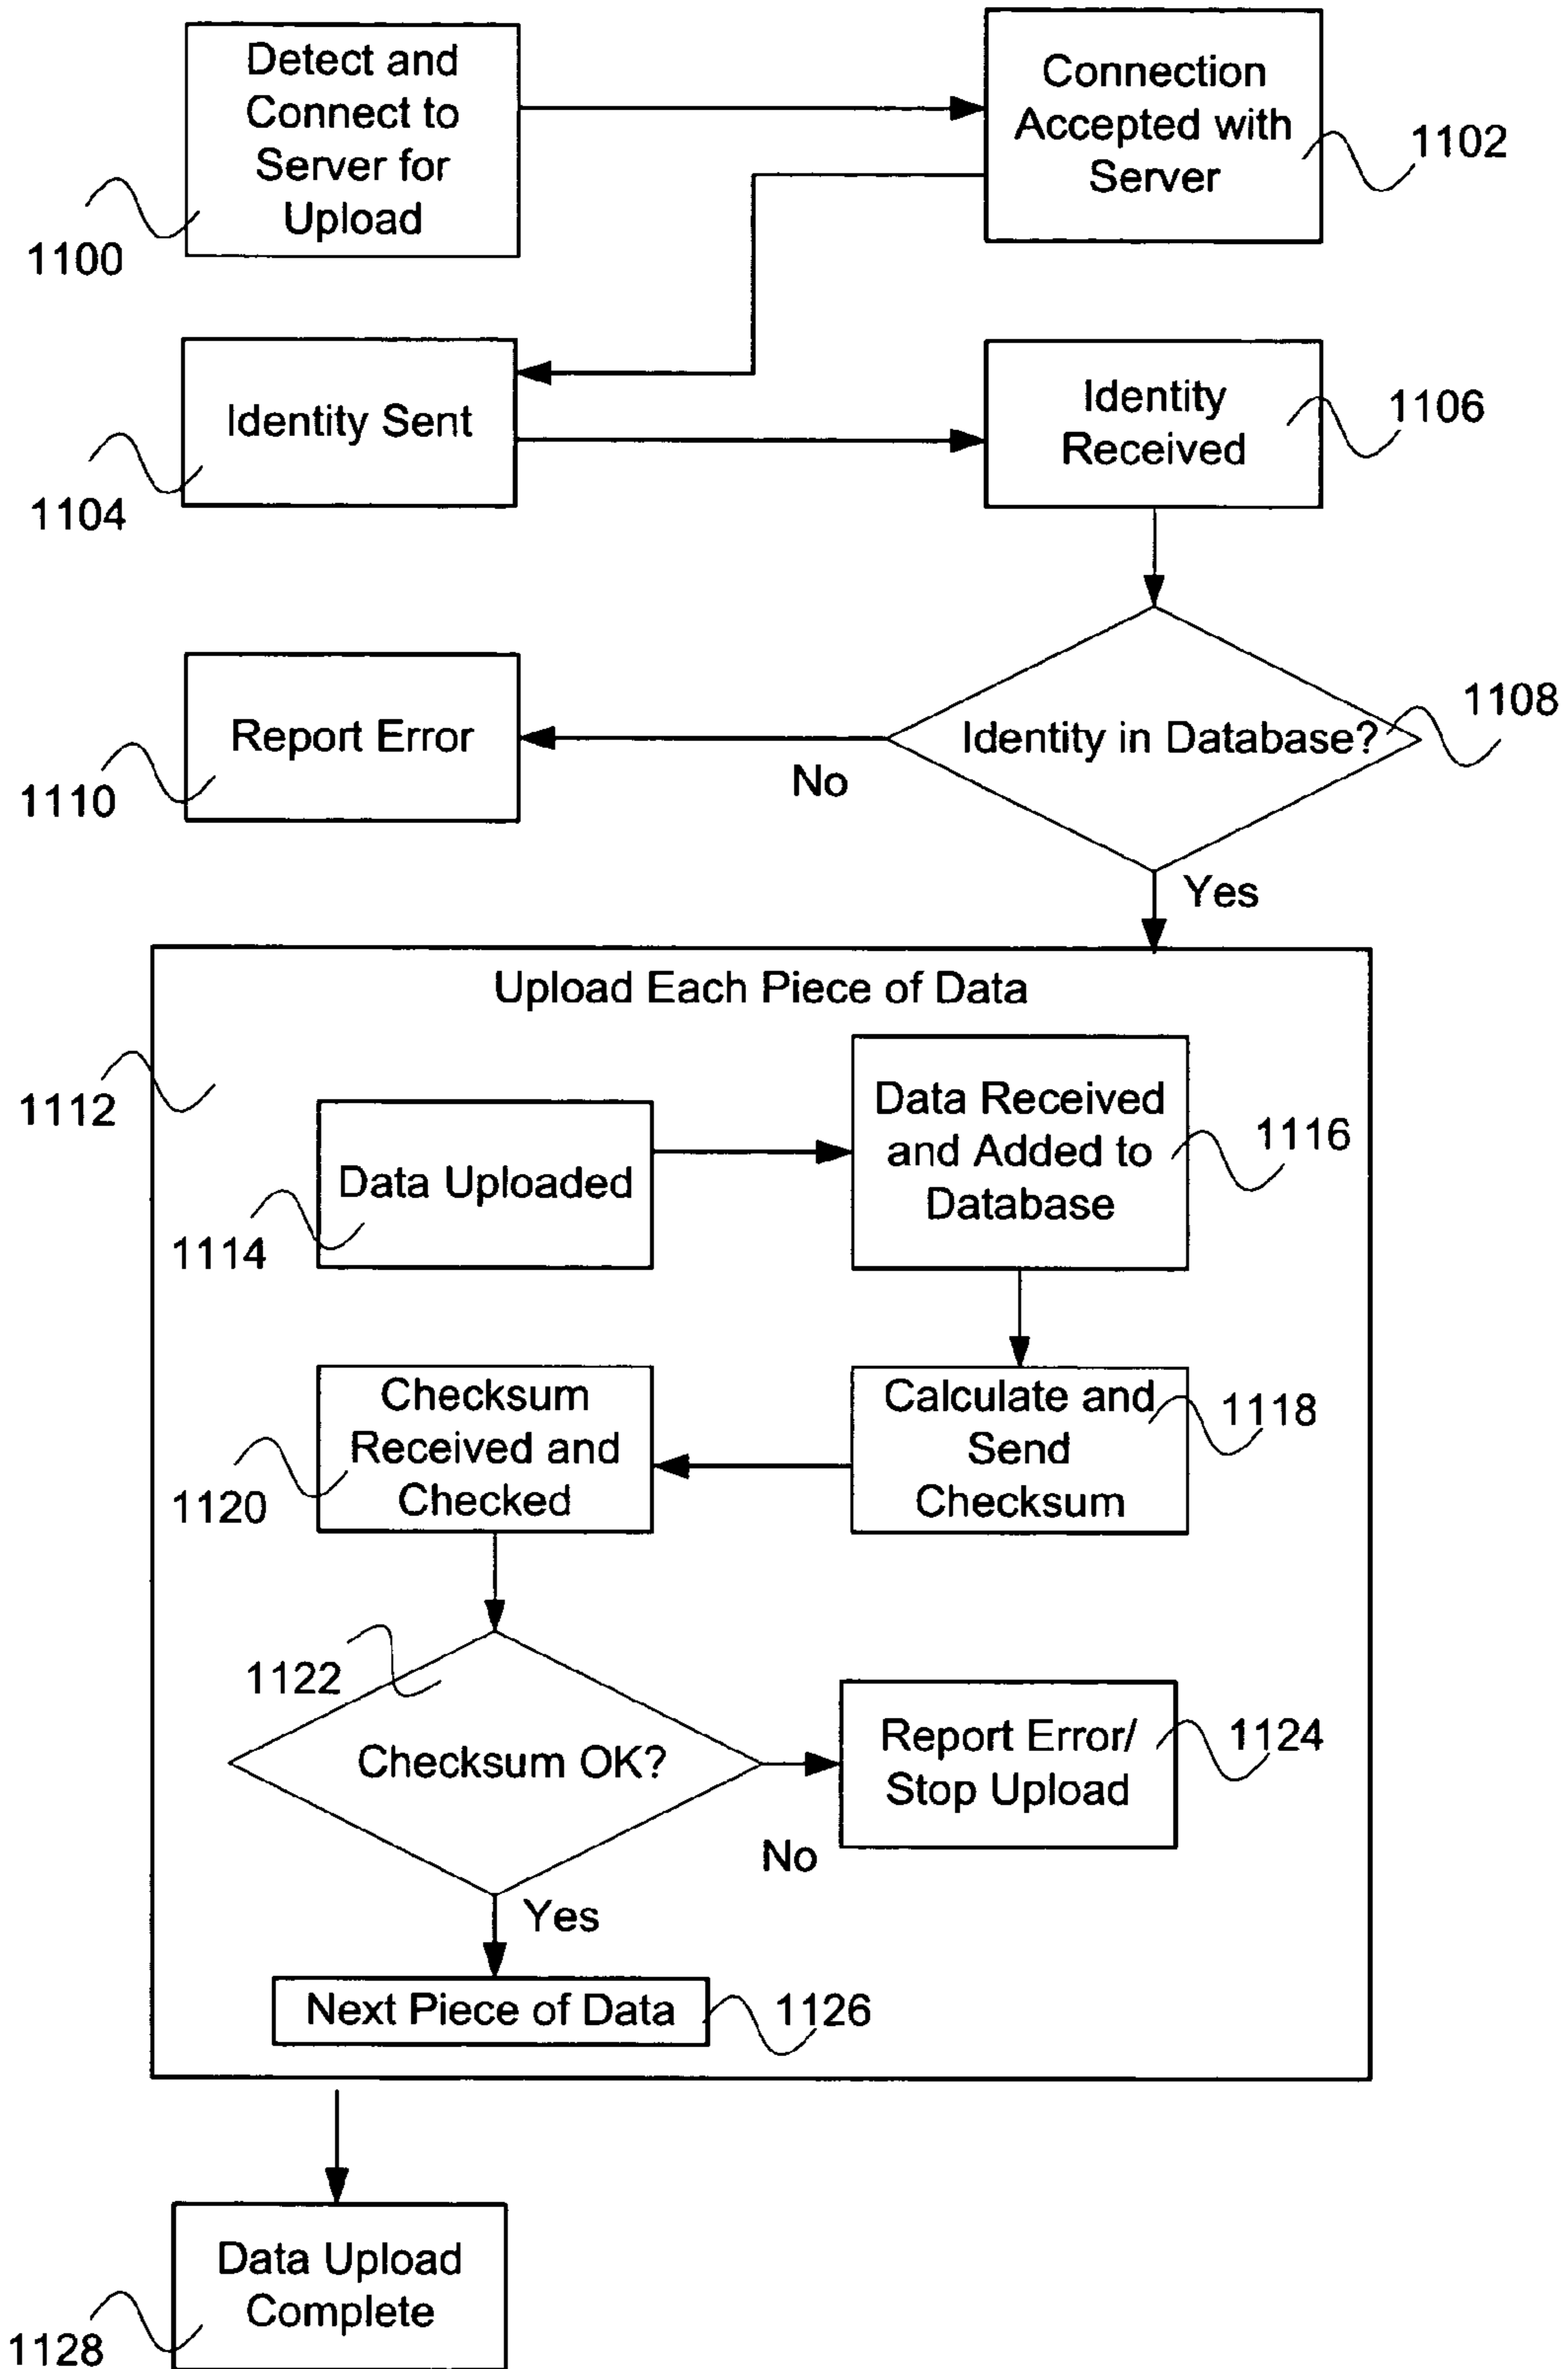 Detect and
Connect to
Server for
Upload
1100
Connection
Accepted with
Server
1102
Identity Sent
1104
Identity
Received
1106
Identity in Database?
1108
No
Report Error
1110
Yes
Upload Each Piece of Data
1112
Data Uploaded
1114
Data Received
and Added to
Database
1116
Calculate and
Send
Checksum
1118
Checksum
Received and
Checked
1120
1122
Checksum OK?
No
Report Error/
Stop Upload
1124
Yes
Next Piece of Data
1126
Data Upload
Complete
1128